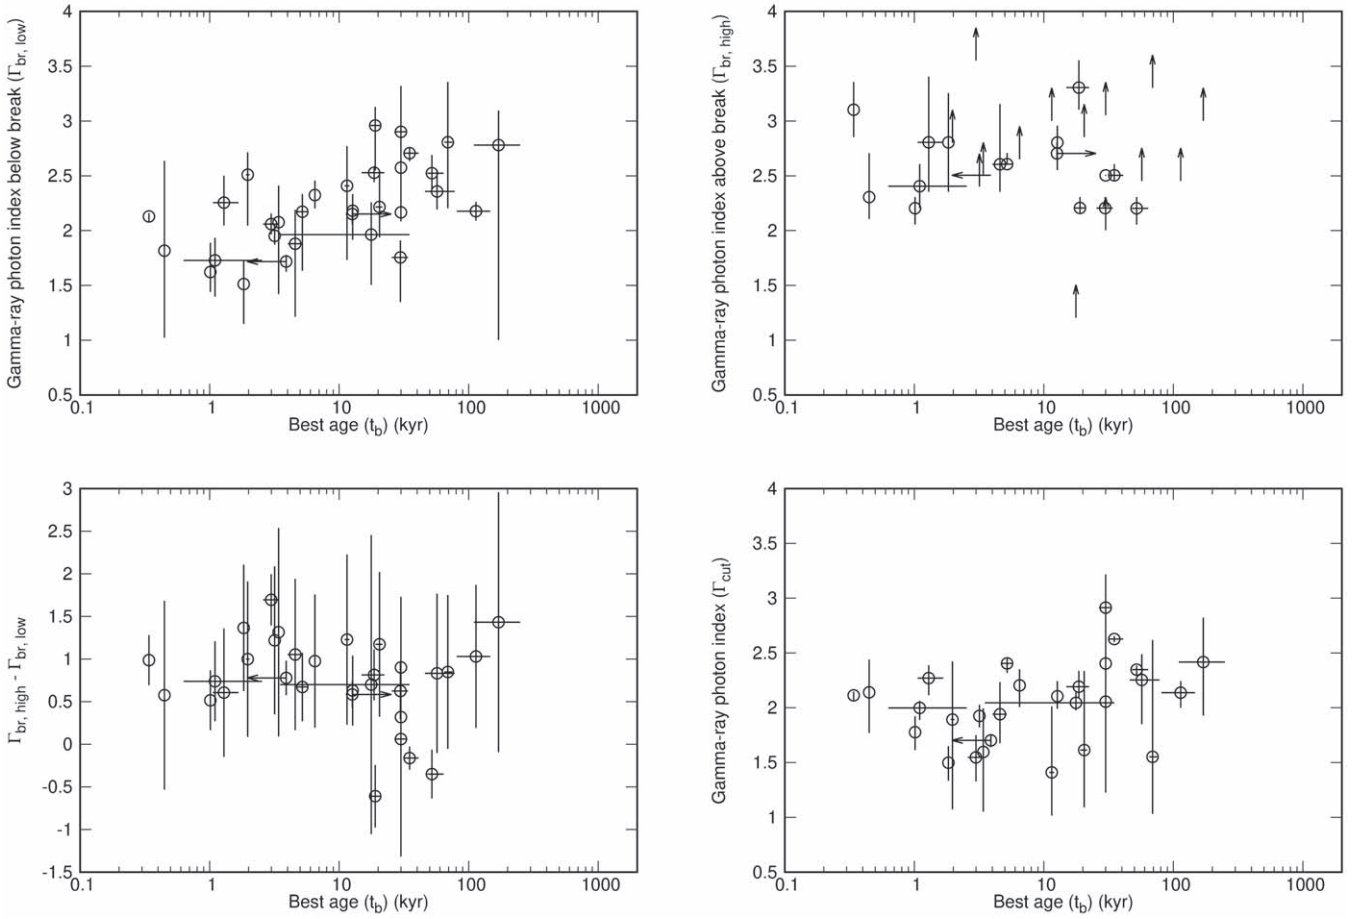 Gamma-ray photon index below break (Γbr, low)
4
3.5
3
2.5
2
1.5
1
0.5
0.1 1 10 100 1000
Best age (tb) (kyr)
Gamma-ray photon index above break (Γbr, high)
4
3.5
3
2.5
2
1.5
1
0.5
0.1 1 10 100 1000
Best age (tb) (kyr)
Γbr, high - Γbr, low
3
2.5
2
1.5
1
0.5
0
-0.5
-1
-1.5
0.1 1 10 100 1000
Best age (tb) (kyr)
Gamma-ray photon index (Γcut)
4
3.5
3
2.5
2
1.5
1
0.5
0.1 1 10 100 1000
Best age (tb) (kyr)